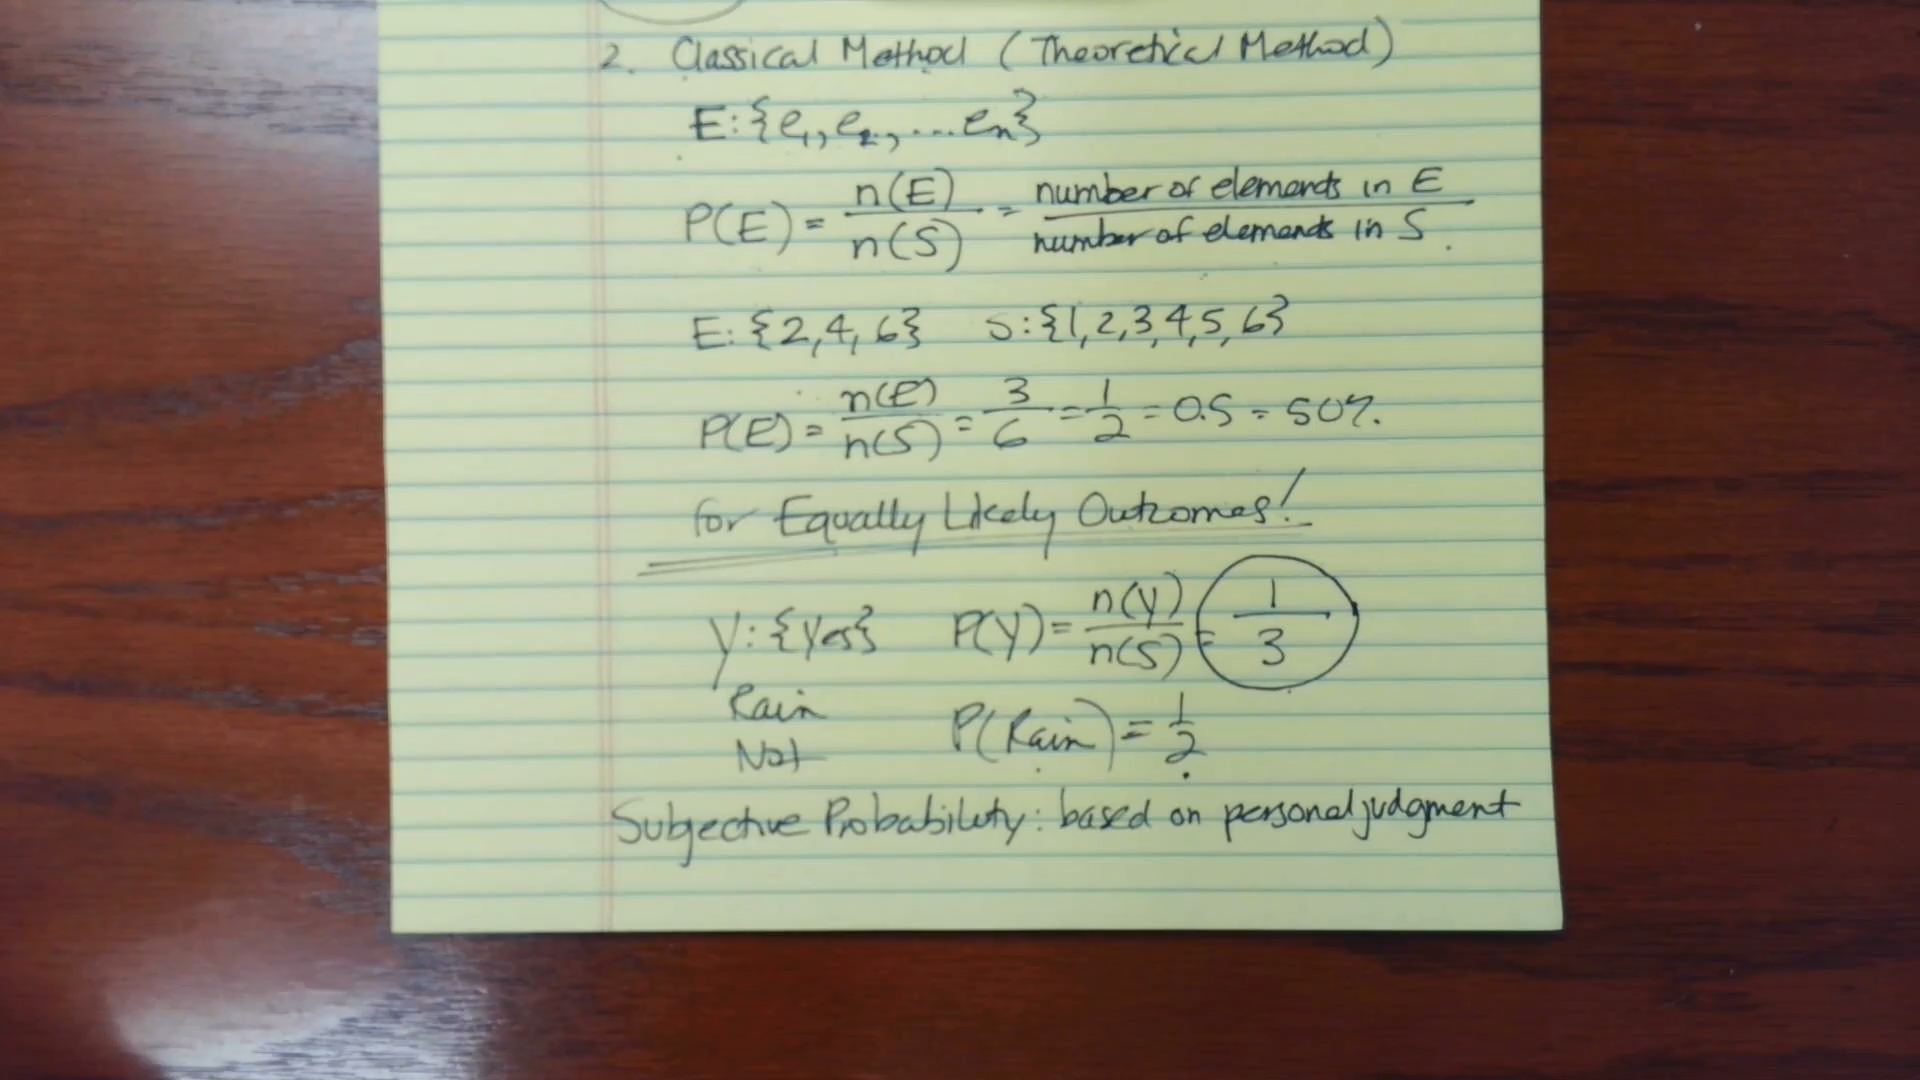 2. Classical Method (Theoretical Method)
E: {e1, e2, ... en}
P(E) = n(E)/n(S) = number of elements in E / number of elements in S.
E: {2, 4, 6} S: {1, 2, 3, 4, 5, 6}
P(E) = n(E)/n(S) = 3/6 = 1/2 = 0.5 = 50%.
for Equally Likely Outcomes!
Y: {Yes} P(Y) = n(Y)/n(S) = 1/3
Rain
Not P(Rain) = 1/2
Subjective Probability: based on personal judgment